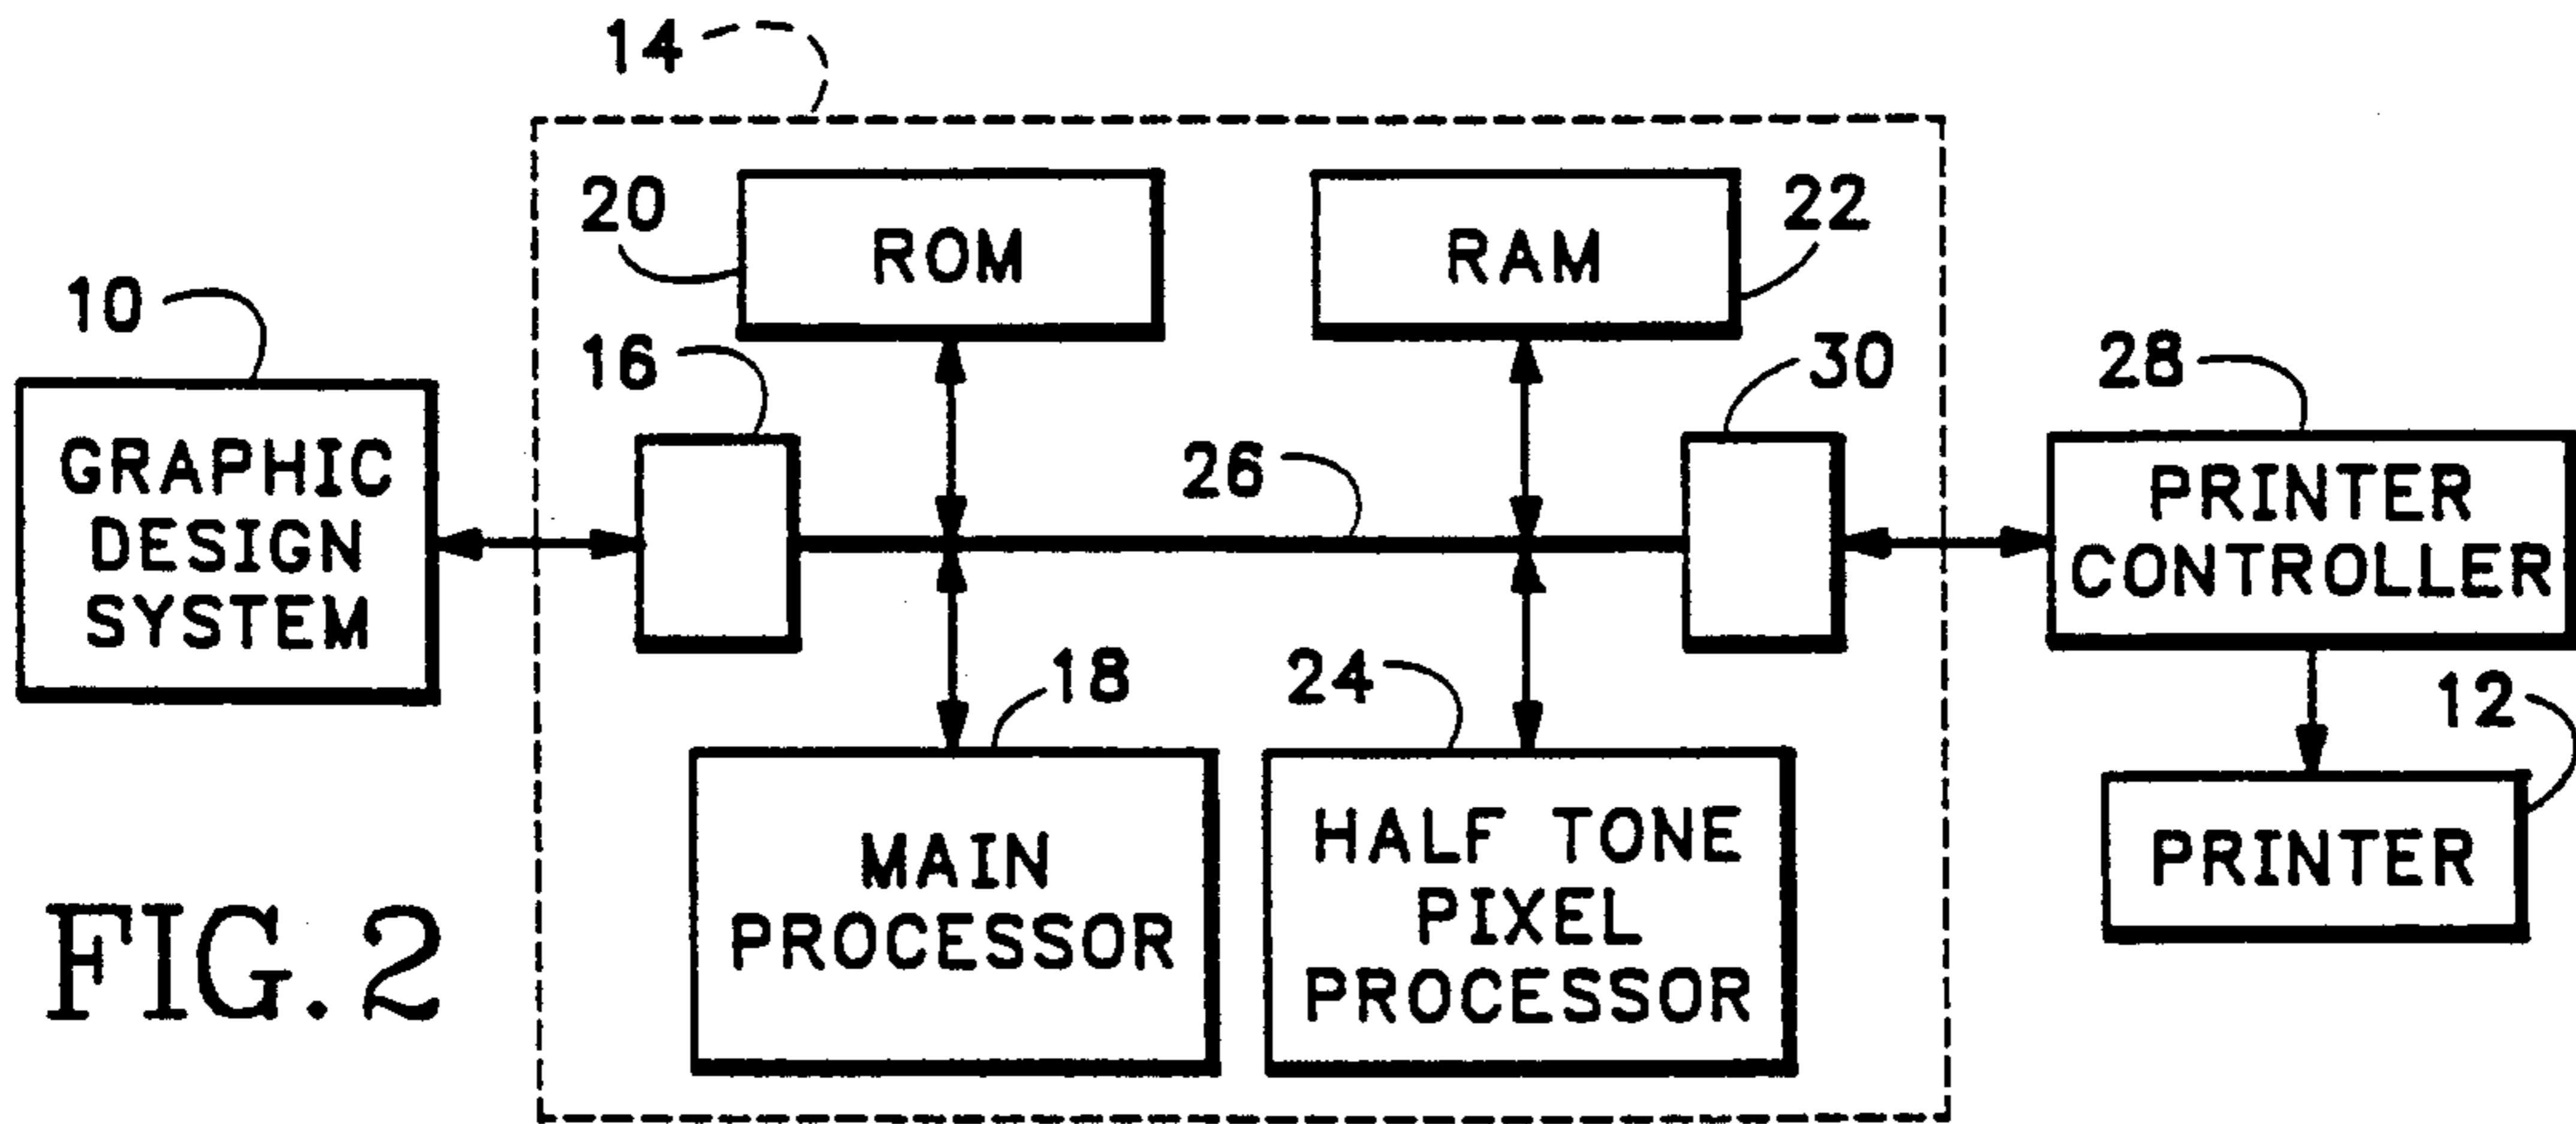 14
20
ROM
RAM
22
10
16
30
28
GRAPHIC
DESIGN
SYSTEM
26
PRINTER
CONTROLLER
18
24
12
MAIN
PROCESSOR
HALF TONE
PIXEL
PROCESSOR
PRINTER
FIG. 2